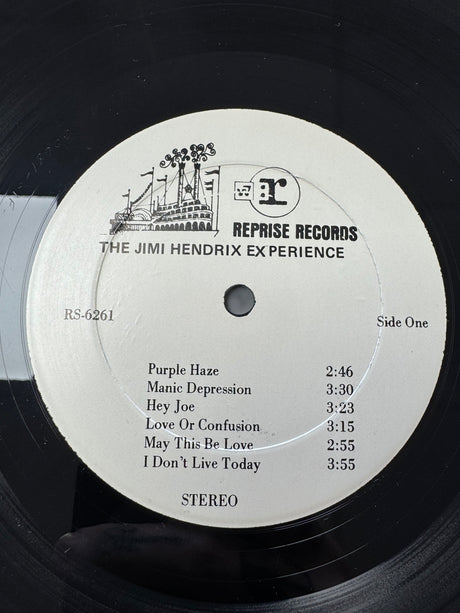 r
REPRISE RECORDS
THE JIMI HENDRIX EXPERIENCE
RS-6261
Side One
Purple Haze 2:46
Manic Depression 3:30
Hey Joe 3:23
Love Or Confusion 3:15
May This Be Love 2:55
I Don't Live Today 3:55
STEREO